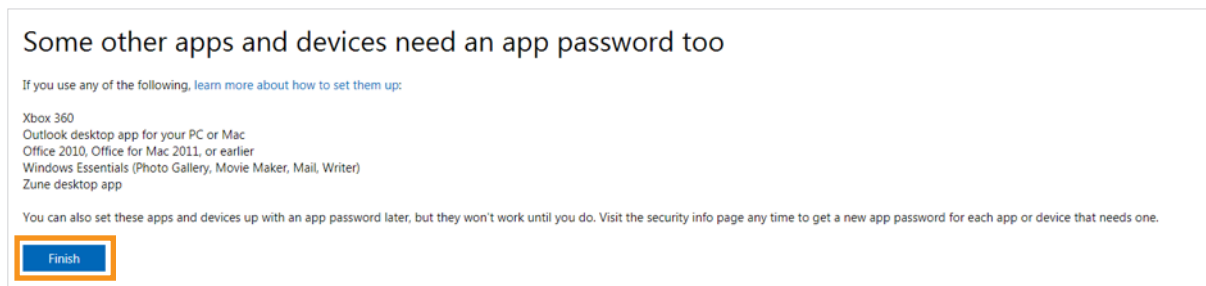 Some other apps and devices need an app password too
If you use any of the following, learn more about how to set them up:
Xbox 360
Outlook desktop app for your PC or Mac
Office 2010, Office for Mac 2011, or earlier
Windows Essentials (Photo Gallery, Movie Maker, Mail, Writer)
Zune desktop app
You can also set these apps and devices up with an app password later, but they won't work until you do. Visit the security info page any time to get a new app password for each app or device that needs one.
Finish